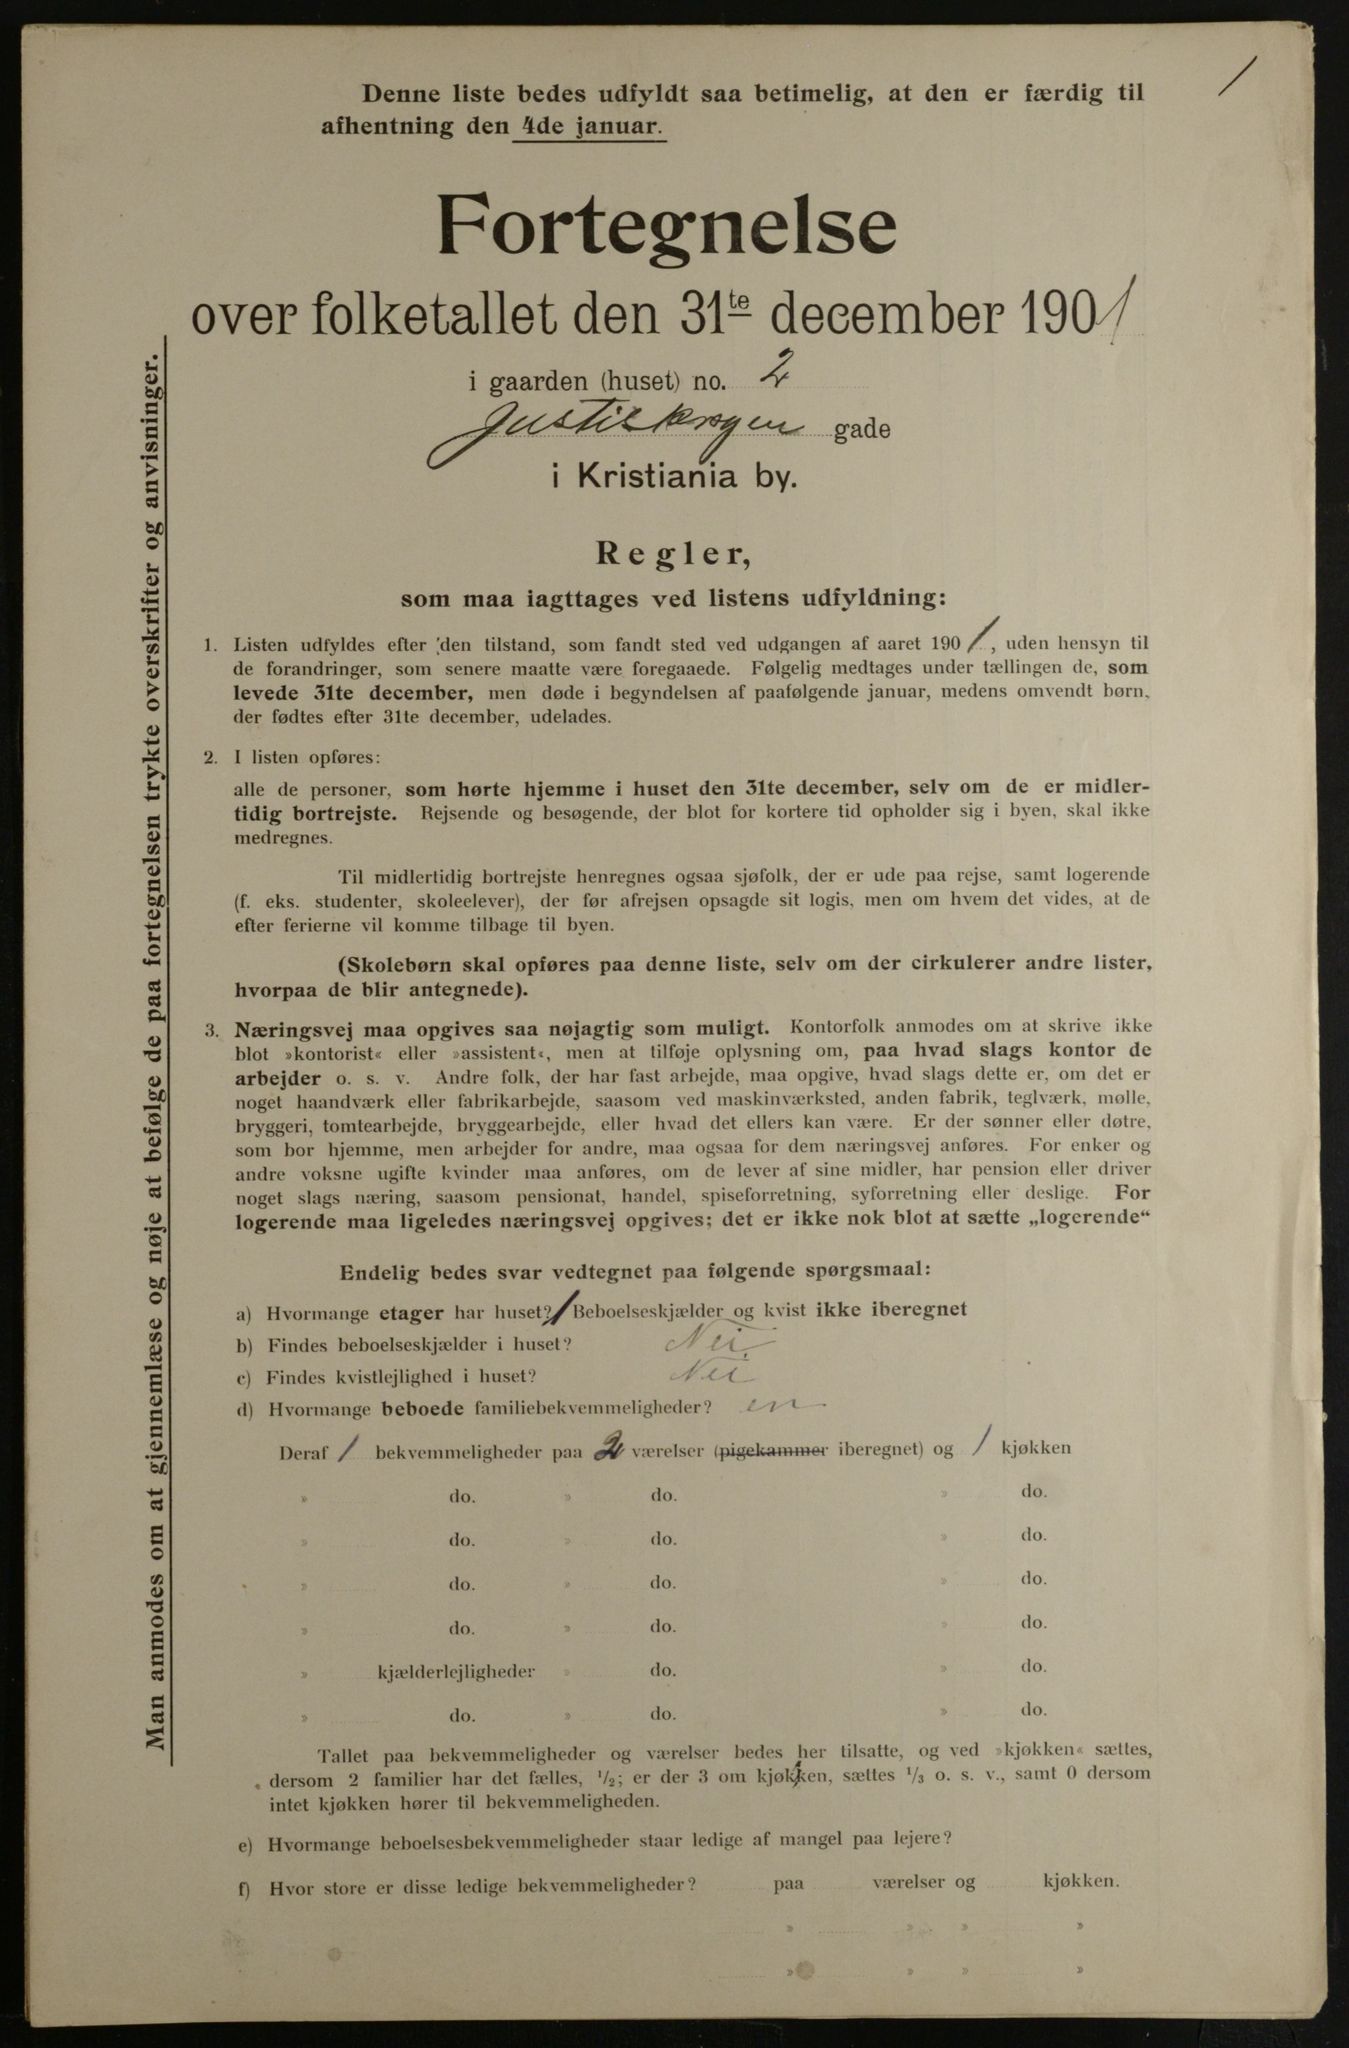 1
Denne liste bedes udfyldt saa betimelig, at den er færdig til
afhentning den 4de januar.
Fortegnelse
over folketallet den 31te december 1901
i gaarden (huset) no. 2
gade
i Kristiania by.
Regler,
som maa iagttages ved listens udfyldning:
1. Listen udfyldes efter den tilstand, som fandt sted ved udgangen af aaret 1901, uden hensyn til
de forandringer, som senere maatte være foregaaede. Følgelig medtages under tællingen de, som
levede 31te december, men døde i begyndelsen af paafølgende januar, medens omvendt børn,
der fødtes efter 31te december, udelades.
2. I listen opføres:
alle de personer, som hørte hjemme i huset den 31te december, selv om de er midler-
tidig bortrejste. Rejsende og besøgende, der blot for kortere tid opholder sig i byen, skal ikke
medregnes.
Til midlertidig bortrejste henregnes ogsaa sjøfolk, der er ude paa rejse, samt logerende
(f. eks. studenter, skoleelever), der før afrejsen opsagde sit logis, men om hvem det vides, at de
efter ferierne vil komme tilbage til byen.
(Skolebørn skal opføres paa denne liste, selv om der cirkulerer andre lister,
hvorpaa de blir antegnede).
3. Næringsvej maa opgives saa nøjagtig som muligt. Kontorfolk anmodes om at skrive ikke
blot »kontorist« eller »assistent«, men at tilføje oplysning om, paa hvad slags kontor de
arbejder o. s. v. Andre folk, der har fast arbejde, maa opgive, hvad slags dette er, om det er
noget haandværk eller fabrikarbejde, saasom ved maskinværksted, anden fabrik, teglværk, mølle,
bryggeri, tomtearbejde, bryggearbejde, eller hvad det ellers kan være. Er der sønner eller døtre,
som bor hjemme, men arbejder for andre, maa ogsaa for dem næringsvej anføres. For enker og
andre voksne ugifte kvinder maa anføres, om de lever af sine midler, har pension eller driver
noget slags næring, saasom pensionat, handel, spiseforretning, syforretning eller deslige. For
logerende maa ligeledes næringsvej opgives; det er ikke nok blot at sætte „logerende“
Endelig bedes svar vedtegnet paa følgende spørgsmaal:
a) Hvormange etager har huset? 1 Beboelseskjælder og kvist ikke iberegnet
b) Findes beboelseskjælder i huset? Nei.
c) Findes kvistlejlighed i huset? Nei
d) Hvormange beboede familiebekvemmeligheder? en
Deraf 1 bekvemmeligheder paa 2 værelser (pigekammer iberegnet) og 1 kjøkken
» do. » do. » do.
» do. » do. » do.
» do. » do. » do.
» do. » do. » do.
» kjælderlejligheder » do. » do.
» do. » do. » do.
Tallet paa bekvemmeligheder og værelser bedes her tilsatte, og ved »kjøkken« sættes,
dersom 2 familier har det fælles, 1/2; er der 3 om kjøkken, sættes 1/3 o. s. v., samt 0 dersom
intet kjøkken hører til bekvemmeligheden.
e) Hvormange beboelsesbekvemmeligheder staar ledige af mangel paa lejere?
f) Hvor store er disse ledige bekvemmeligheder? paa værelser og kjøkken.
» » » »
» » » »
Man anmodes om at gjennemlæse og nøje at befølge de paa fortegnelsen trykte overskrifter og anvisninger.